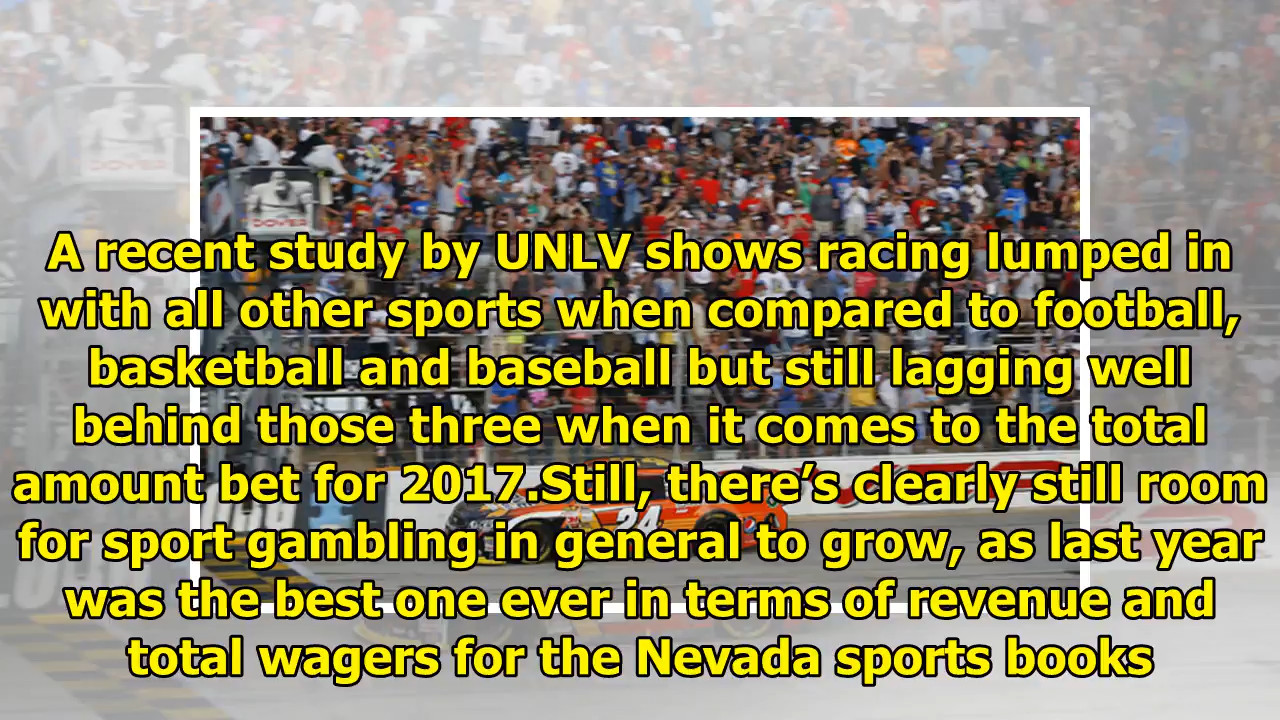 DOVER
DOVER
A recent study by UNLV shows racing lumped in
with all other sports when compared to football,
basketball and baseball but still lagging well
behind those three when it comes to the total
amount bet for 2017.Still, there’s clearly still room
for sport gambling in general to grow, as last year
was the best one ever in terms of revenue and
total wagers for the Nevada sports books
24